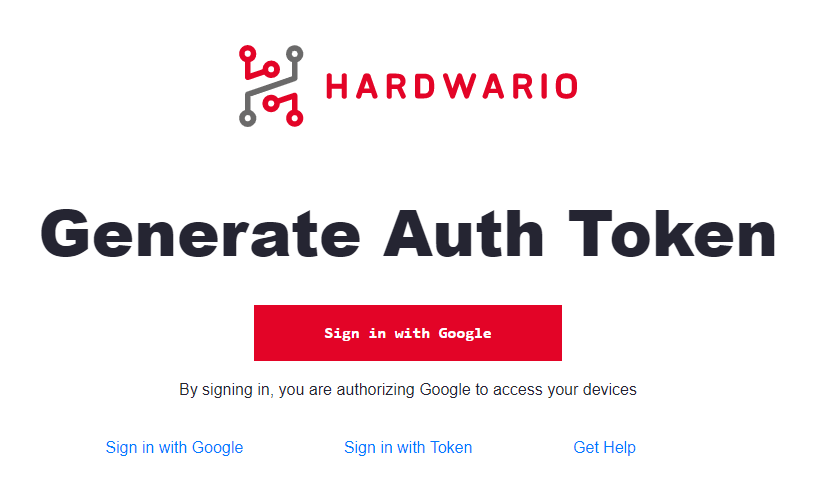 HARDWARIO
Generate Auth Token
Sign in with Google
By signing in, you are authorizing Google to access your devices
Sign in with Google
Sign in with Token
Get Help